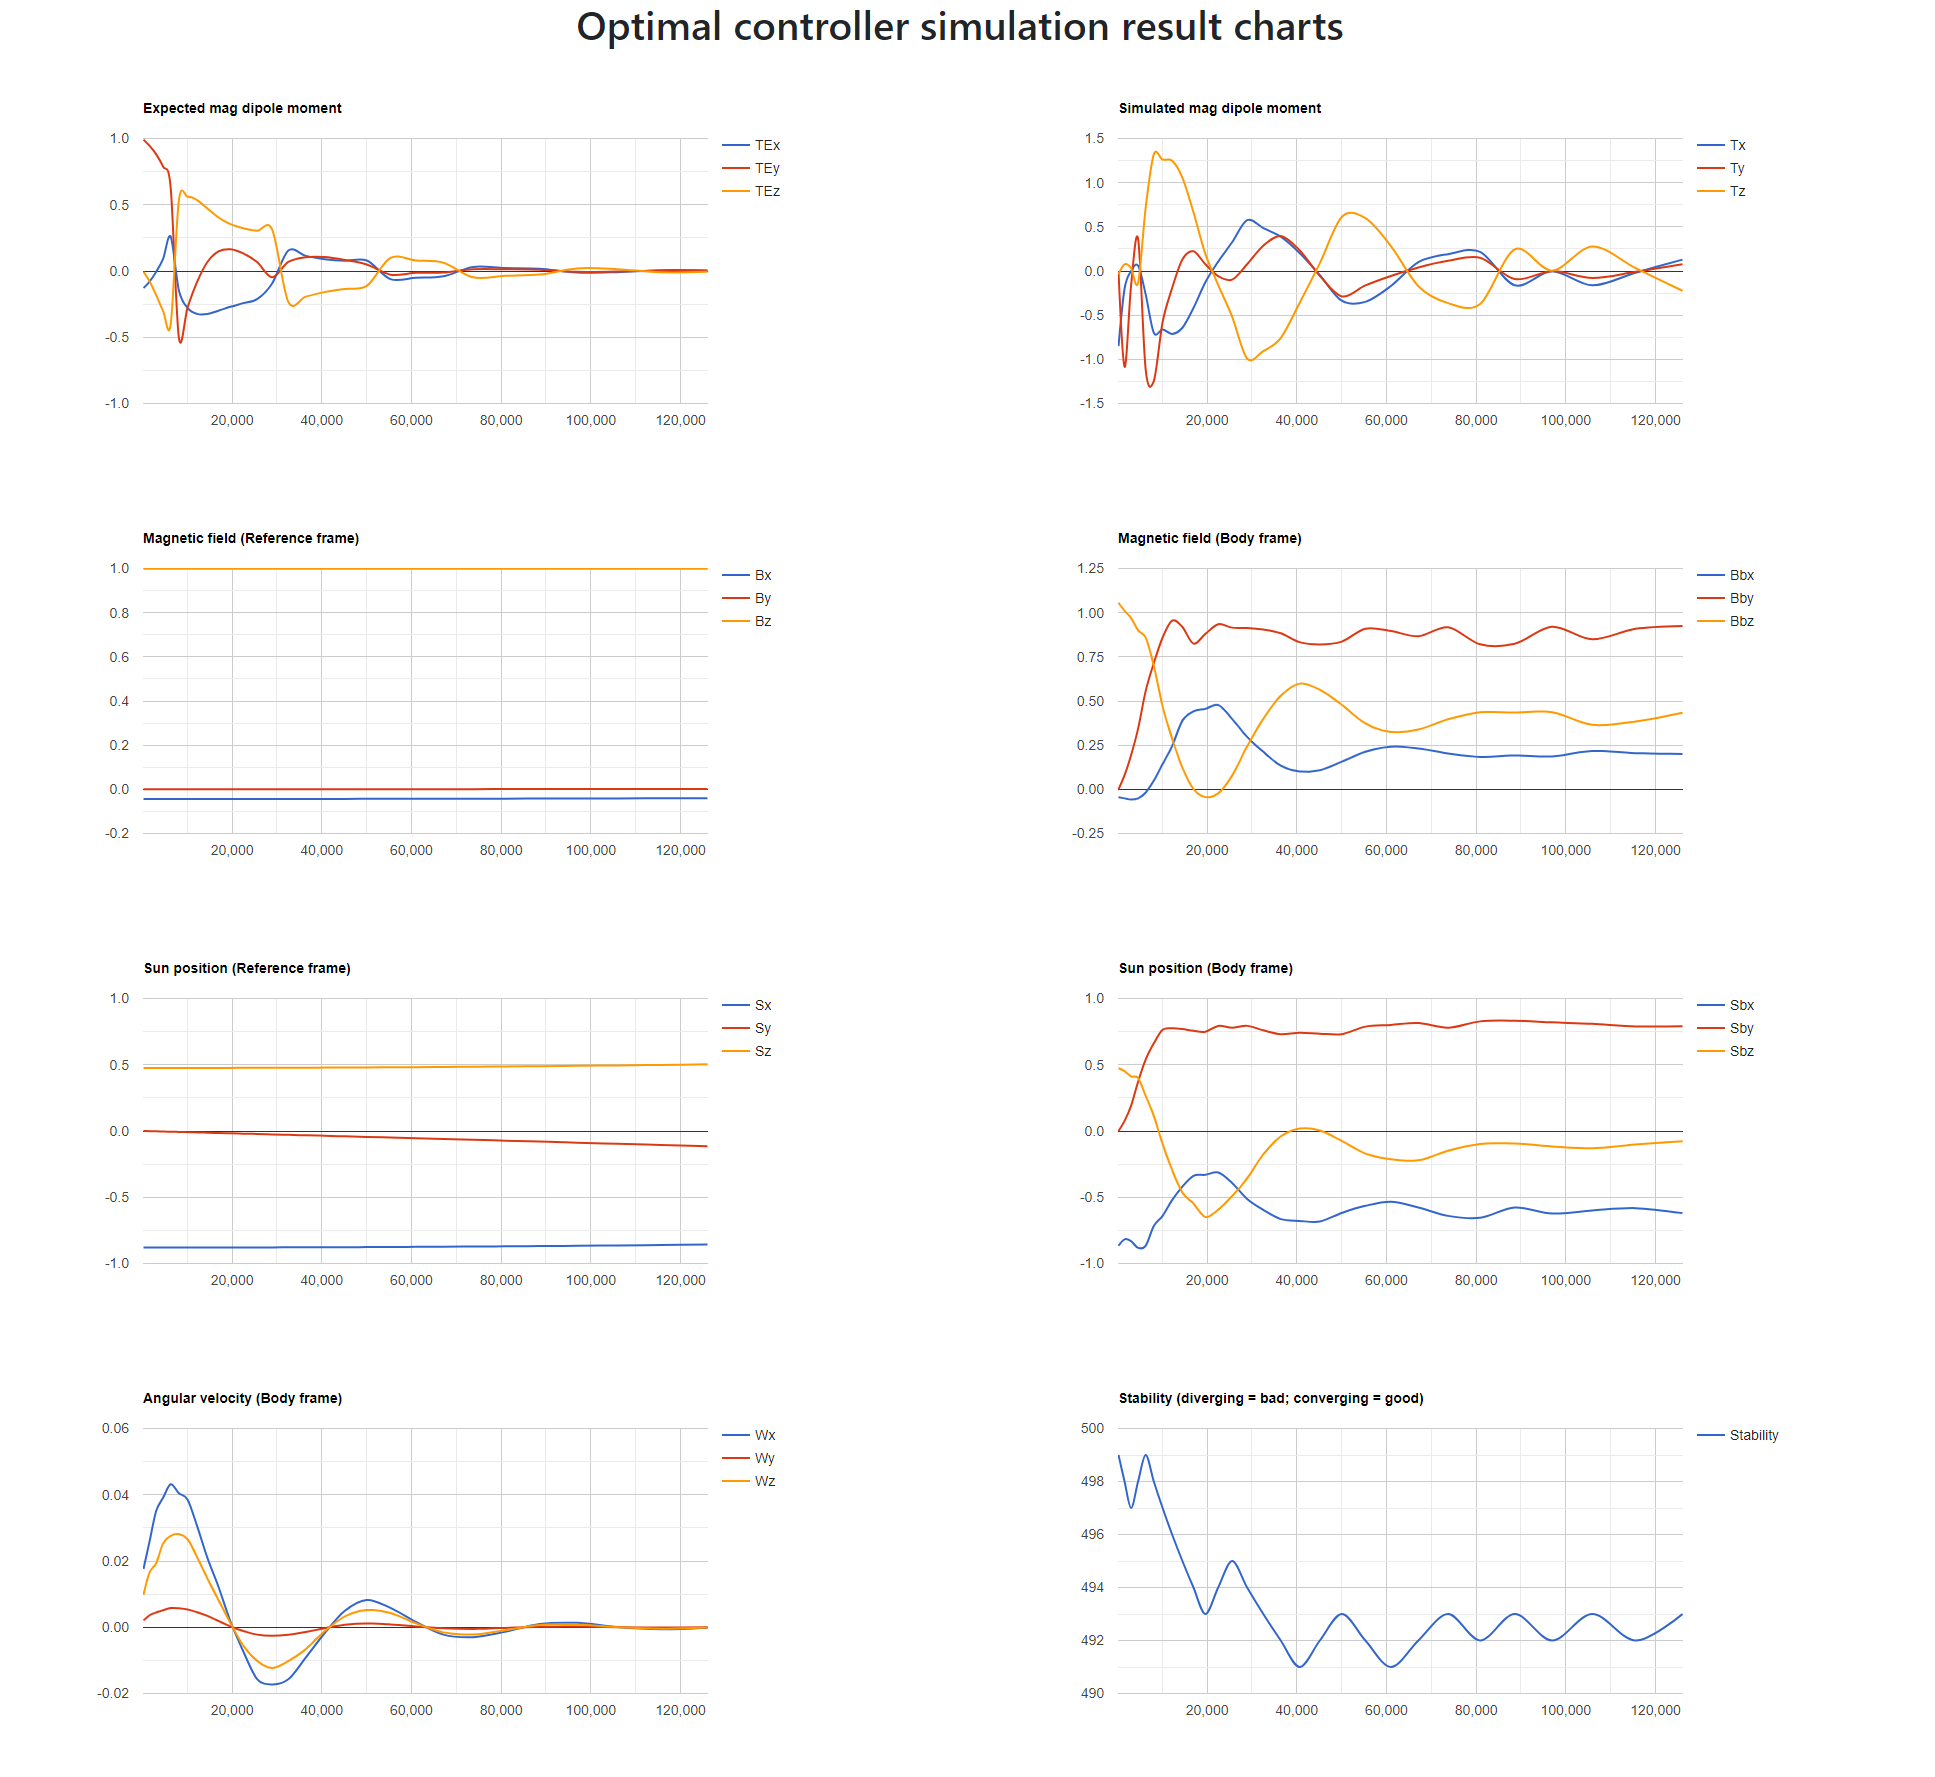 Optimal controller simulation result charts
Expected mag dipole moment
1.0
0.5
0.0
-0.5
-1.0
20,000 40,000 60,000 80,000 100,000 120,000
TEx
TEy
TEz
Simulated mag dipole moment
1.5
1.0
0.5
0.0
-0.5
-1.0
-1.5
20,000 40,000 60,000 80,000 100,000 120,000
Tx
Ty
Tz
Magnetic field (Reference frame)
1.0
0.8
0.6
0.4
0.2
0.0
-0.2
20,000 40,000 60,000 80,000 100,000 120,000
Bx
By
Bz
Magnetic field (Body frame)
1.25
1.00
0.75
0.50
0.25
0.00
-0.25
20,000 40,000 60,000 80,000 100,000 120,000
Bbx
Bby
Bbz
Sun position (Reference frame)
1.0
0.5
0.0
-0.5
-1.0
20,000 40,000 60,000 80,000 100,000 120,000
Sx
Sy
Sz
Sun position (Body frame)
1.0
0.5
0.0
-0.5
-1.0
20,000 40,000 60,000 80,000 100,000 120,000
Sbx
Sby
Sbz
Angular velocity (Body frame)
0.06
0.04
0.02
0.00
-0.02
20,000 40,000 60,000 80,000 100,000 120,000
Wx
Wy
Wz
Stability (diverging = bad; converging = good)
500
498
496
494
492
490
20,000 40,000 60,000 80,000 100,000 120,000
Stability